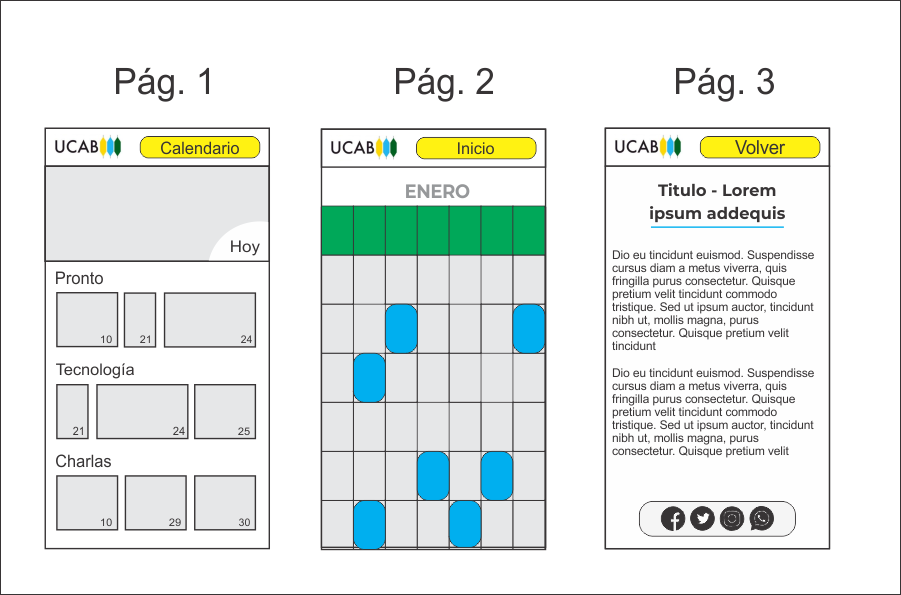 Pág. 1
UCAB
Calendario
Hoy
Pronto
10
21
24
Tecnología
21
24
25
Charlas
10
29
30
Pág. 2
UCAB
Inicio
ENERO
Pág. 3
UCAB
Volver
Titulo - Lorem
ipsum addequis
Dio eu tincidunt euismod. Suspendisse
cursus diam a metus viverra, quis
fringilla purus consectetur. Quisque
pretium velit tincidunt commodo
tristique. Sed ut ipsum auctor, tincidunt
nibh ut, mollis magna, purus
consectetur. Quisque pretium velit
tincidunt
Dio eu tincidunt euismod. Suspendisse
cursus diam a metus viverra, quis
fringilla purus consectetur. Quisque
pretium velit tincidunt commodo
tristique. Sed ut ipsum auctor, tincidunt
nibh ut, mollis magna, purus
consectetur. Quisque pretium velit